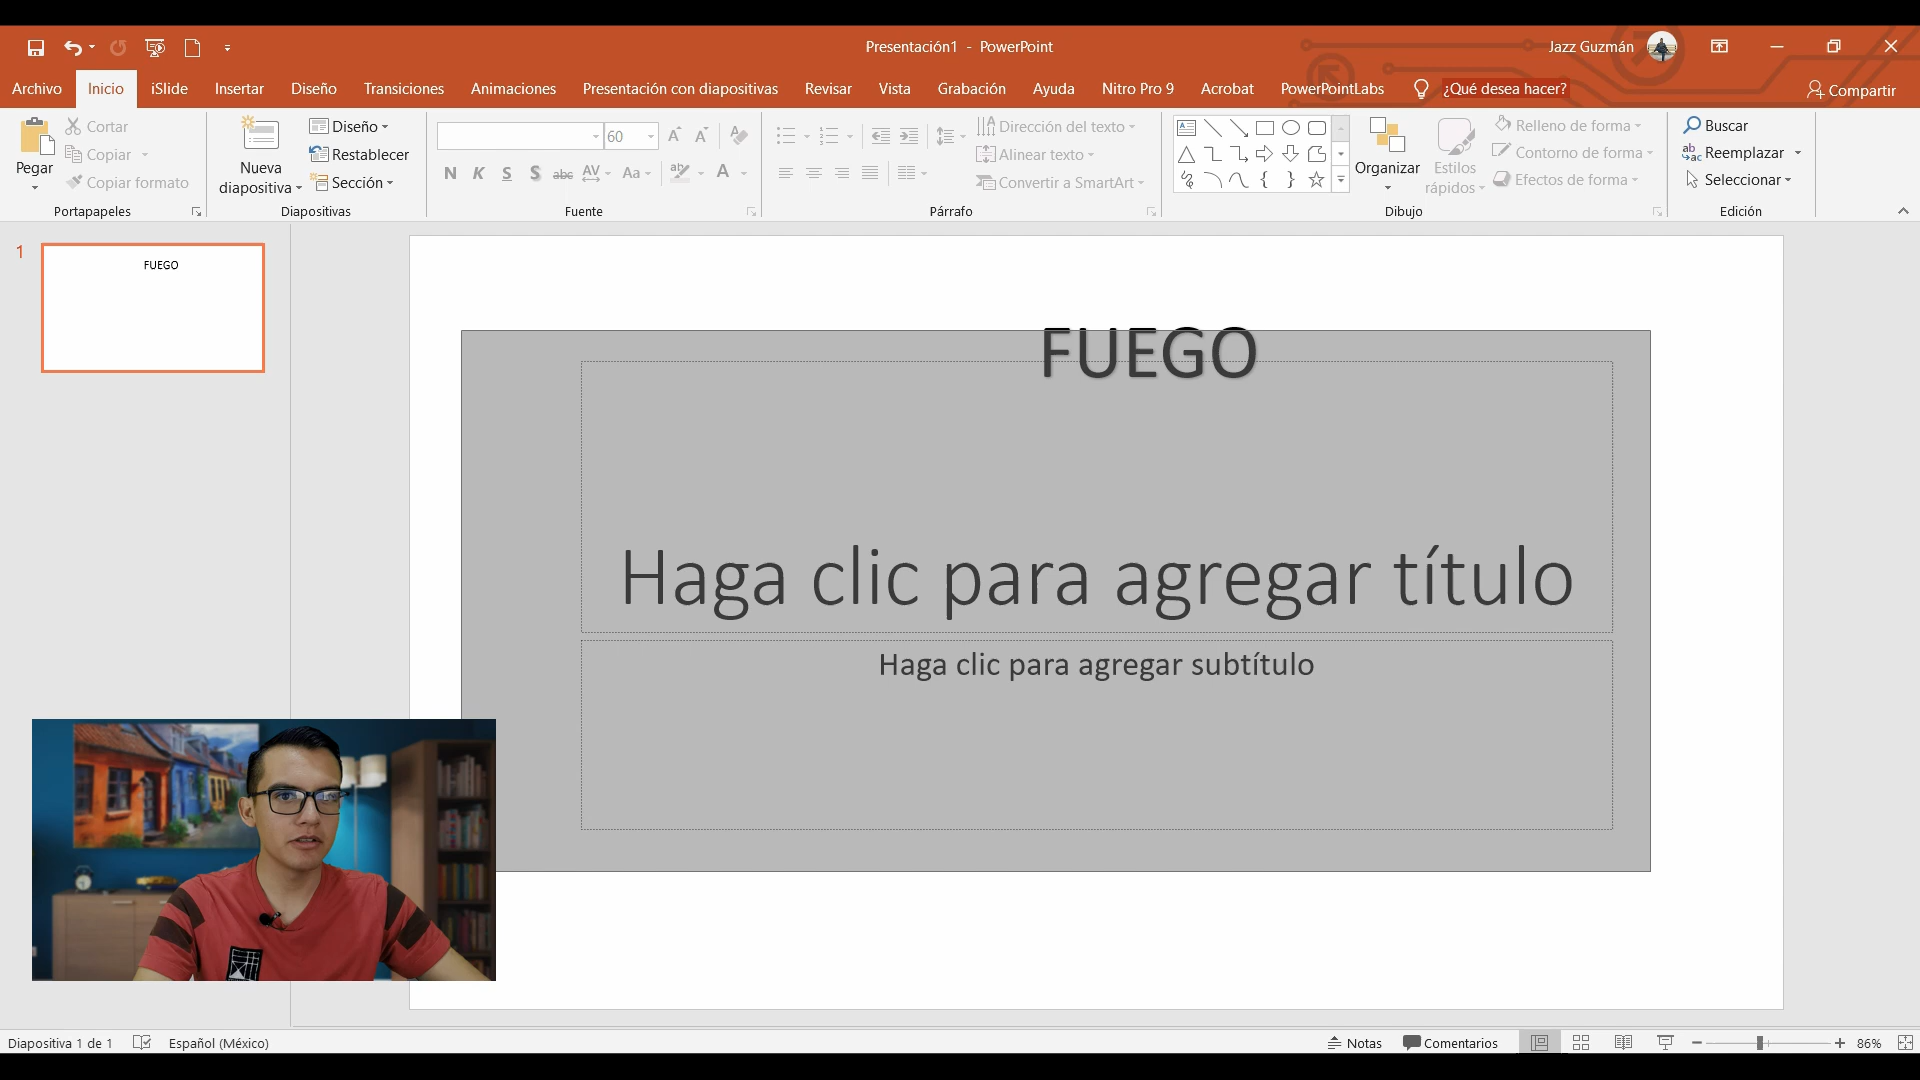 Presentación1 - PowerPoint
Jazz Guzmán
Archivo Inicio iSlide Insertar Diseño Transiciones Animaciones Presentación con diapositivas Revisar Vista Grabación Ayuda Nitro Pro 9 Acrobat PowerPointLabs ¿Qué desea hacer? Compartir
Pegar
Cortar
Copiar
Copiar formato
Portapapeles
Nueva
diapositiva
Diseño
Restablecer
Sección
Diapositivas
60
N K S S abc AV Aa A
Fuente
Dirección del texto
Alinear texto
Convertir a SmartArt
Párrafo
Organizar
Estilos
rápidos
Relleno de forma
Contorno de forma
Efectos de forma
Dibujo
Buscar
Reemplazar
Seleccionar
Edición
1
FUEGO
FUEGO
Haga clic para agregar título
Haga clic para agregar subtítulo
Diapositiva 1 de 1 Español (México) Notas Comentarios 86%